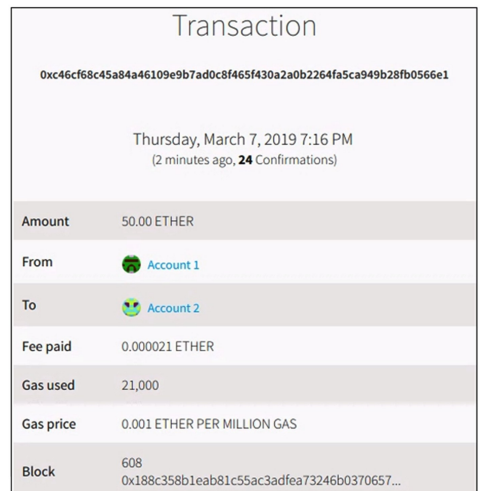 Transaction
0xc46cf68c45a84a46109e9b7ad0c8f465f430a2a0b2264fa5ca949b28fb0566e1
Thursday, March 7, 2019 7:16 PM
(2 minutes ago, 24 Confirmations)
Amount 50.00 ETHER
From Account 1
To Account 2
Fee paid 0.000021 ETHER
Gas used 21,000
Gas price 0.001 ETHER PER MILLION GAS
Block 608
0x188c358b1eab81c55ac3adfea73246b0370657...